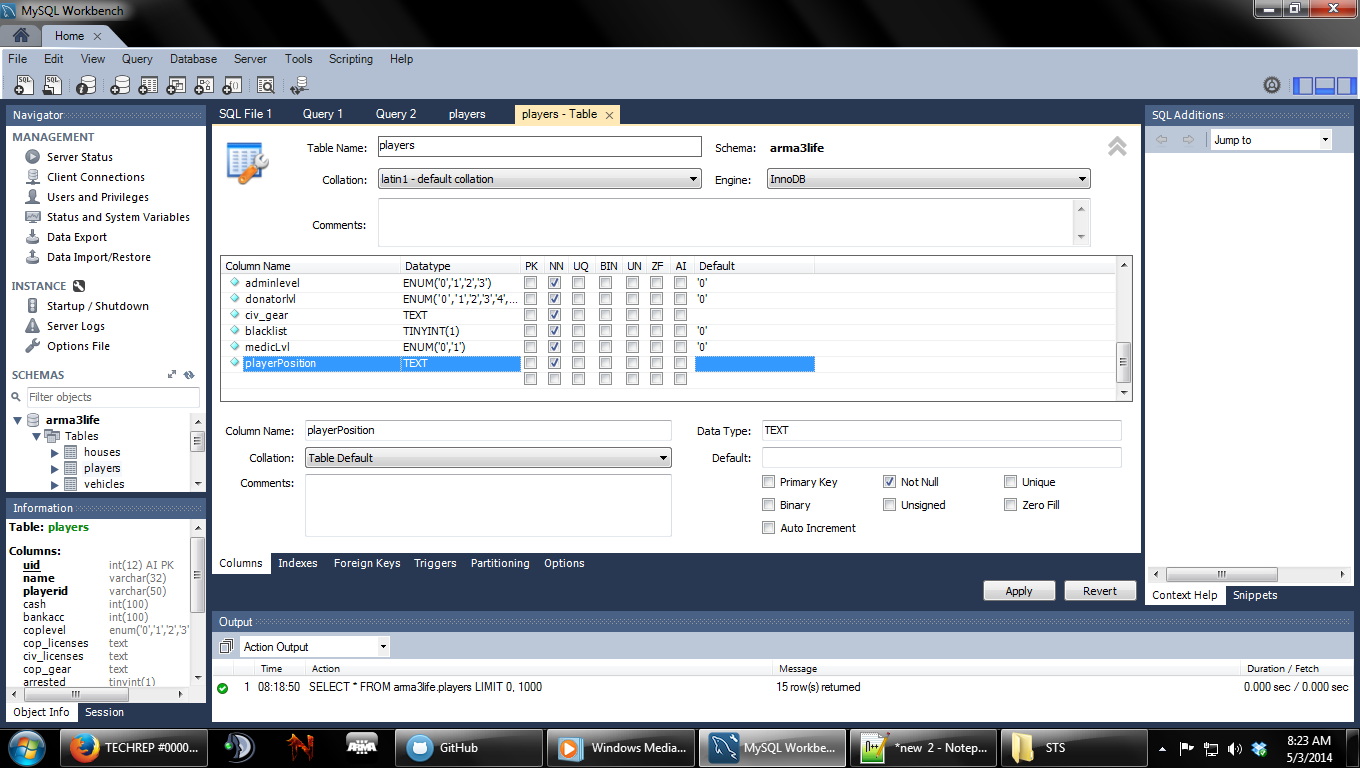 MySQL Workbench
Home
File Edit View Query Database Server Tools Scripting Help
Navigator
MANAGEMENT
Server Status
Client Connections
Users and Privileges
Status and System Variables
Data Export
Data Import/Restore
INSTANCE
Startup / Shutdown
Server Logs
Options File
SCHEMAS
Filter objects
arma3life
Tables
houses
players
vehicles
Information
Table: players
Columns:
uid int(12) AI PK
name varchar(32)
playerid varchar(50)
cash int(100)
bankacc int(100)
coplevel enum('0','1','2','3'
cop_licenses text
civ_licenses text
cop_gear text
arrested tinyint(1)
Object Info Session
SQL File 1 Query 1 Query 2 players players - Table
Table Name: players Schema: arma3life
Collation: latin1 - default collation Engine: InnoDB
Comments:
Column Name Datatype PK NN UQ BIN UN ZF AI Default
adminlevel ENUM('0','1','2','3') '0'
donatorlvl ENUM('0','1','2','3','4',... '0'
civ_gear TEXT
blacklist TINYINT(1) '0'
medicLvl ENUM('0','1') '0'
playerPosition TEXT
Column Name: playerPosition Data Type: TEXT
Collation: Table Default Default:
Comments: Primary Key Not Null Unique
Binary Unsigned Zero Fill
Auto Increment
Columns Indexes Foreign Keys Triggers Partitioning Options
Apply Revert
SQL Additions
Jump to
Context Help Snippets
Output
Action Output
Time Action Message Duration / Fetch
1 08:18:50 SELECT * FROM arma3life.players LIMIT 0, 1000 15 row(s) returned 0.000 sec / 0.000 sec
TECHREP #0000... ARMA GitHub Windows Media... MySQL Workbe... *new 2 - Notep... STS
8:23 AM
5/3/2014